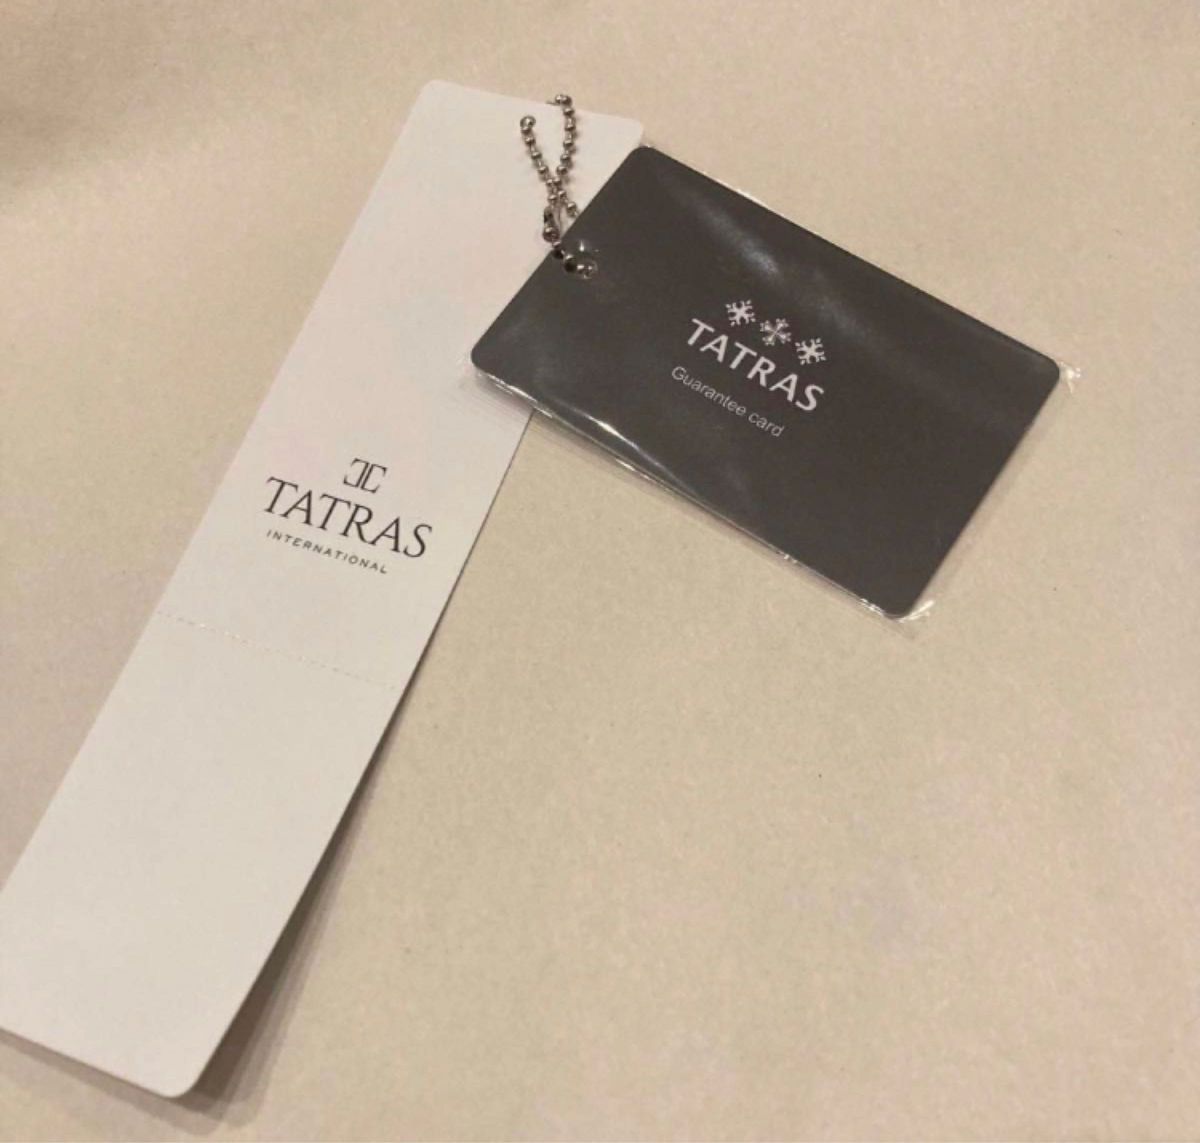 TATRAS
INTERNATIONAL
TATRAS
Guarantee card